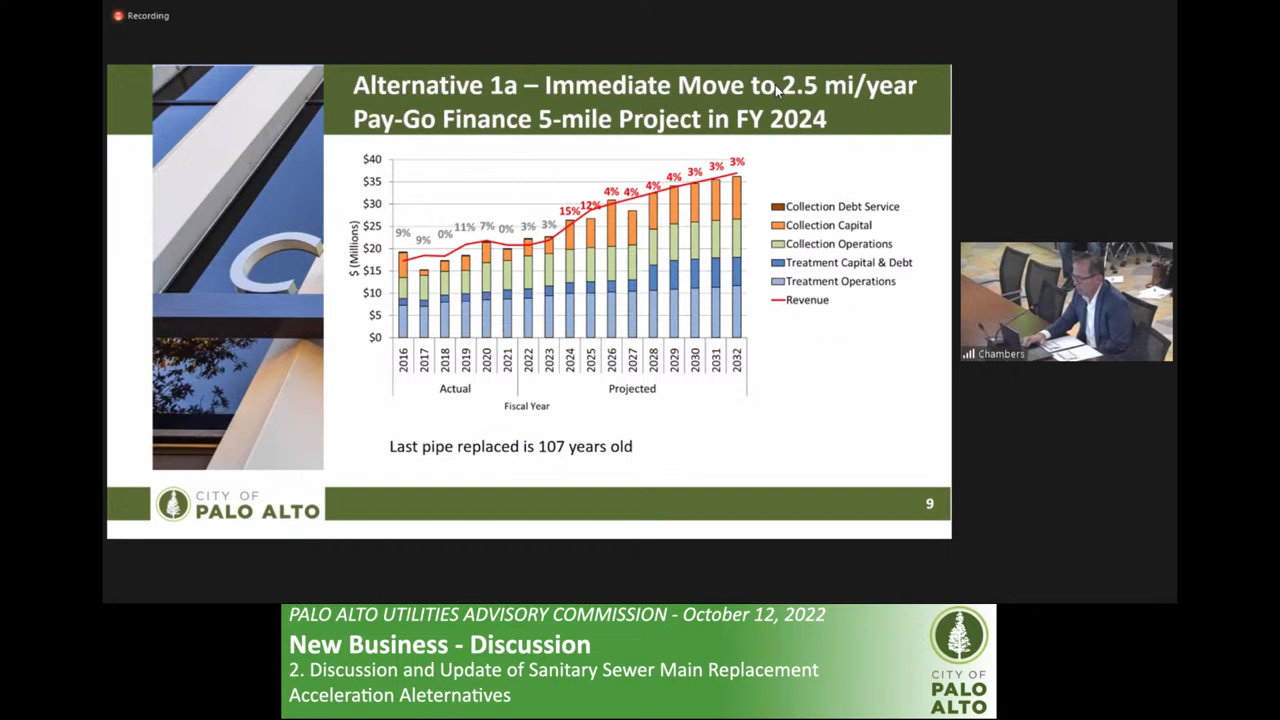 Recording
Alternative 1a – Immediate Move to 2.5 mi/year
Pay-Go Finance 5-mile Project in FY 2024
$40
$35
$30
$25
$20
$15
$10
$5
$0
$ (Millions)
9%
9%
0%
11%
7%
0%
3%
3%
15%
12%
4%
4%
4%
4%
3%
3%
3%
2016
2017
2018
2019
2020
2021
2022
2023
2024
2025
2026
2027
2028
2029
2030
2031
2032
Actual
Projected
Fiscal Year
Collection Debt Service
Collection Capital
Collection Operations
Treatment Capital & Debt
Treatment Operations
Revenue
Last pipe replaced is 107 years old
CITY OF
PALO ALTO
9
Chambers
PALO ALTO UTILITIES ADVISORY COMMISSION - October 12, 2022
New Business - Discussion
2. Discussion and Update of Sanitary Sewer Main Replacement
Acceleration Aleternatives
CITY OF
PALO
ALTO